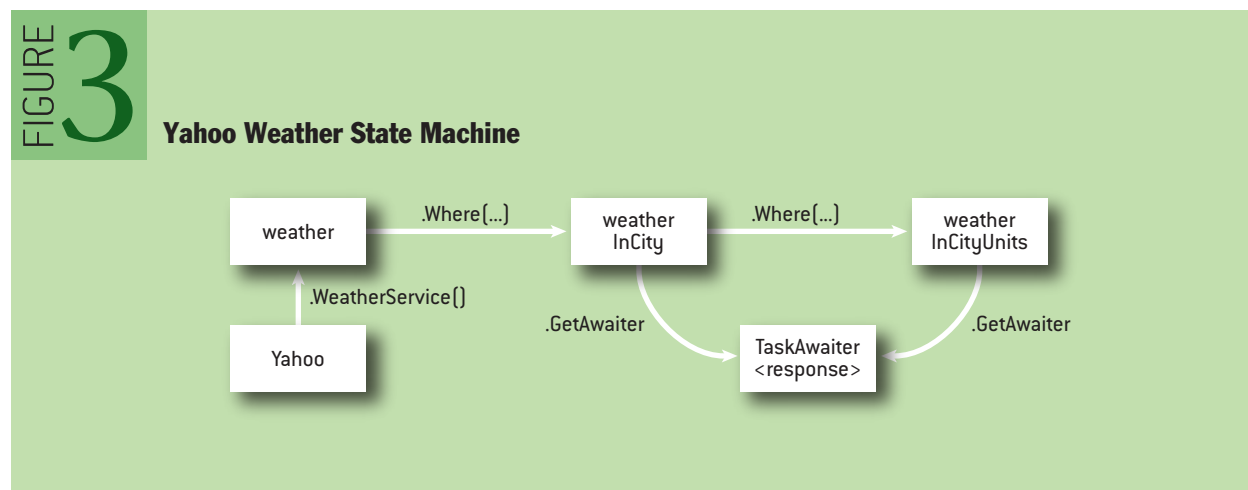 FIGURE
3
Yahoo Weather State Machine
weather
.Where(...)
weather
InCity
.Where(...)
weather
InCityUnits
.WeatherService()
.GetAwaiter
.GetAwaiter
Yahoo
TaskAwaiter
<response>